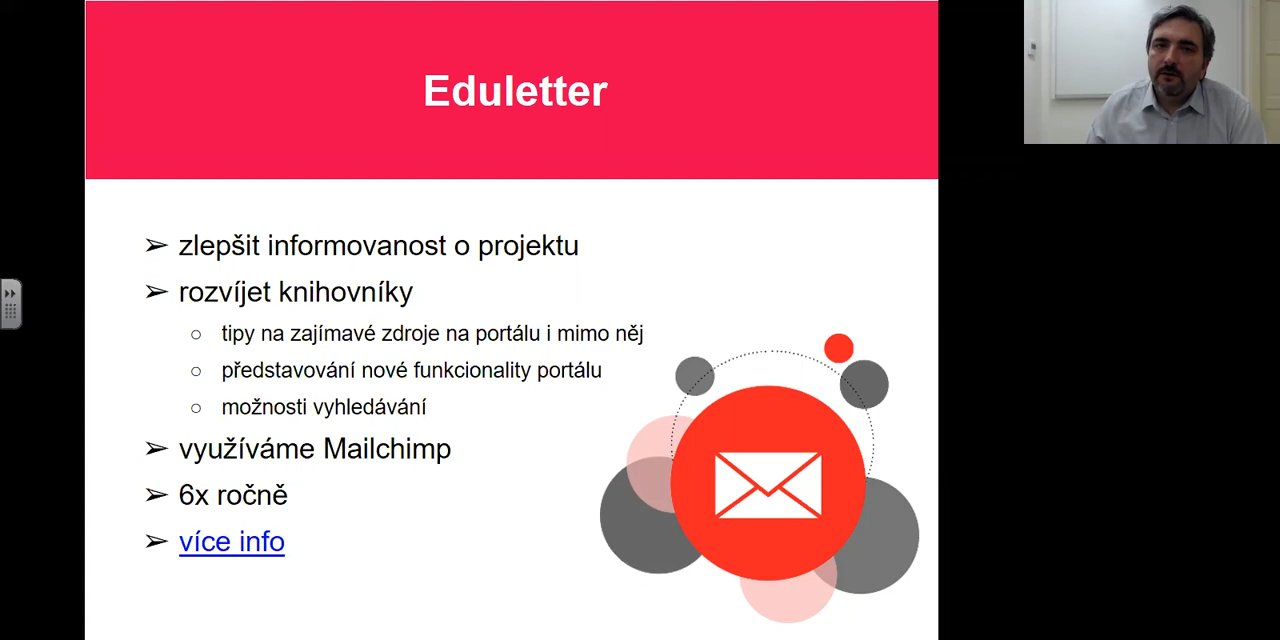 Eduletter
➢ zlepšit informovanost o projektu
➢ rozvíjet knihovníky
○ tipy na zajímavé zdroje na portálu i mimo něj
○ představování nové funkcionality portálu
○ možnosti vyhledávání
➢ využíváme Mailchimp
➢ 6x ročně
➢ více info